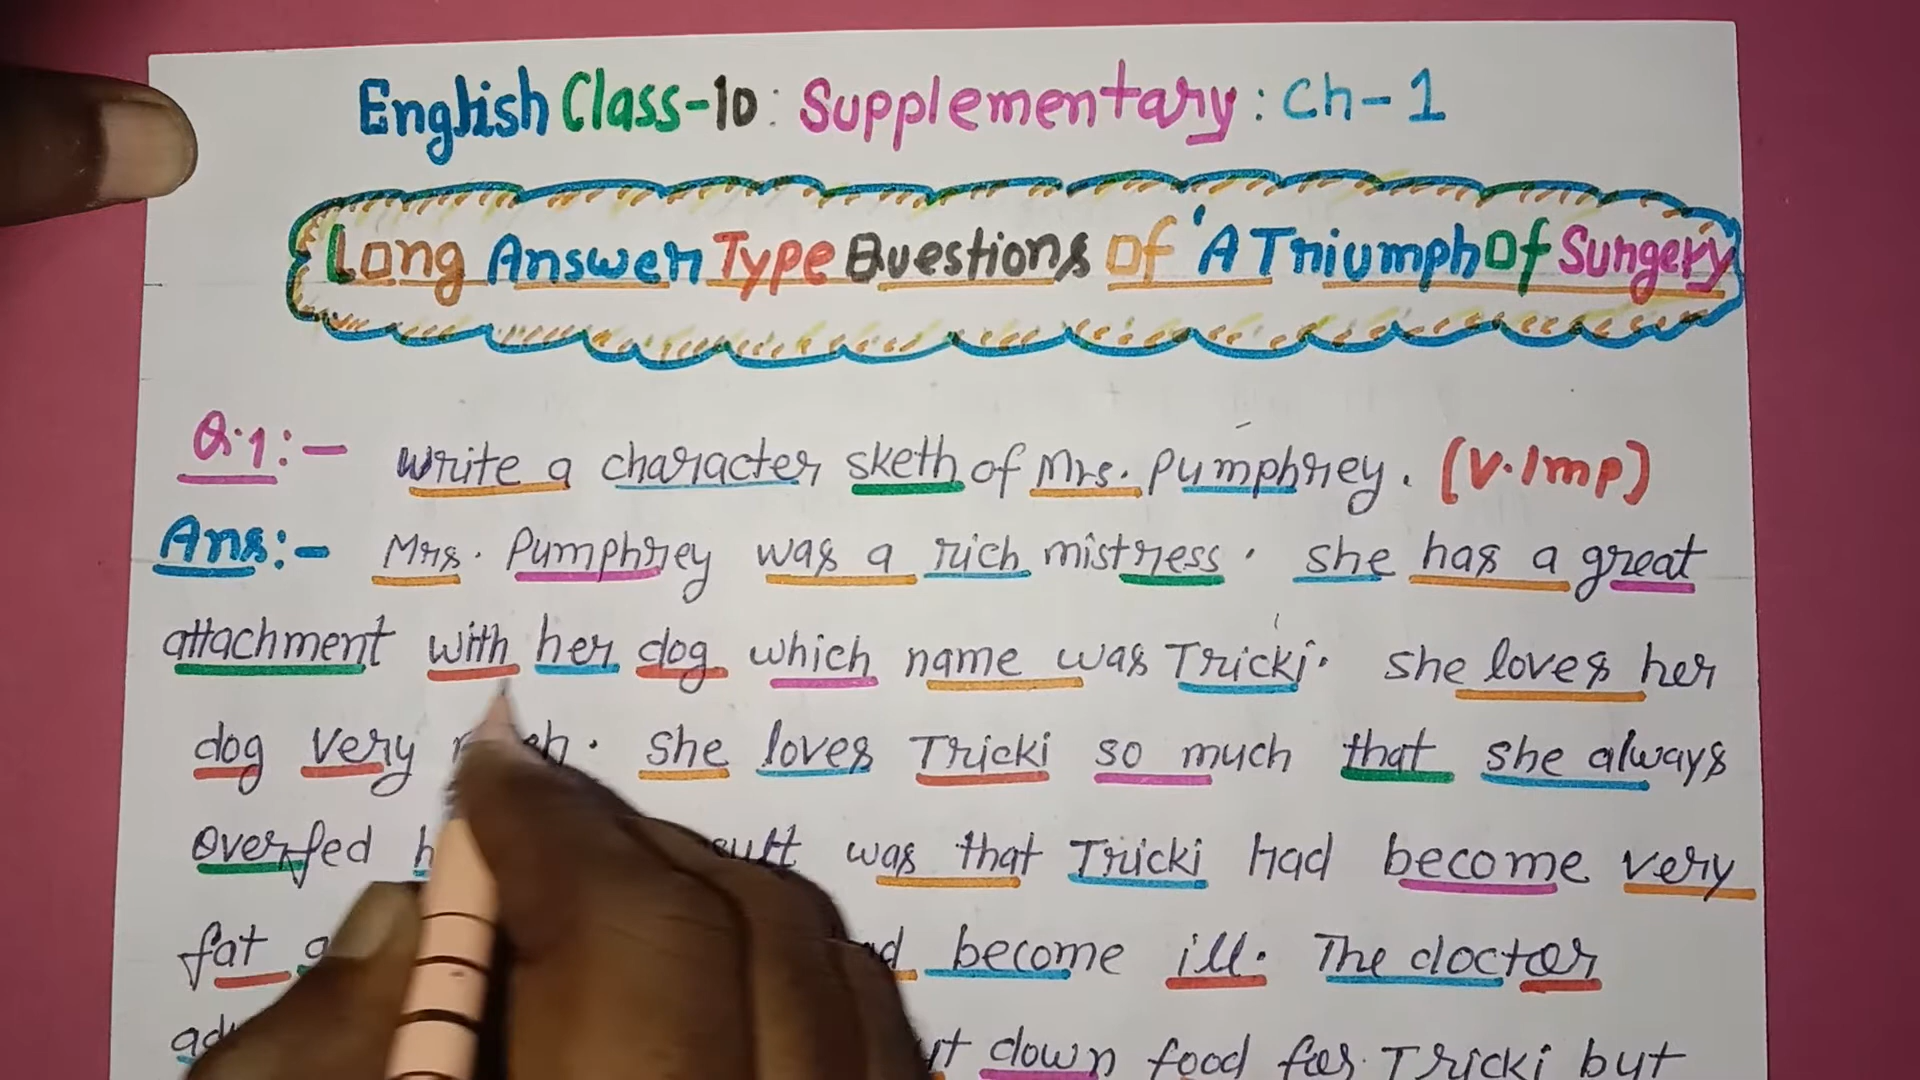 English Class-10: Supplementary: Ch-1
Long Answer Type Questions Of 'A Triumph Of Surgery
Q.1:- Write a character sketh of Mrs. Pumphrey. (V.Imp)
Ans:- Mrs. Pumphrey was a rich mistress. She has a great
attachment with her dog which name was Tricki. She loves her
dog very. She loves Tricki so much that she always
overfed was that Tricki had become very
fat become ill. The doctor
down food for Tricki but